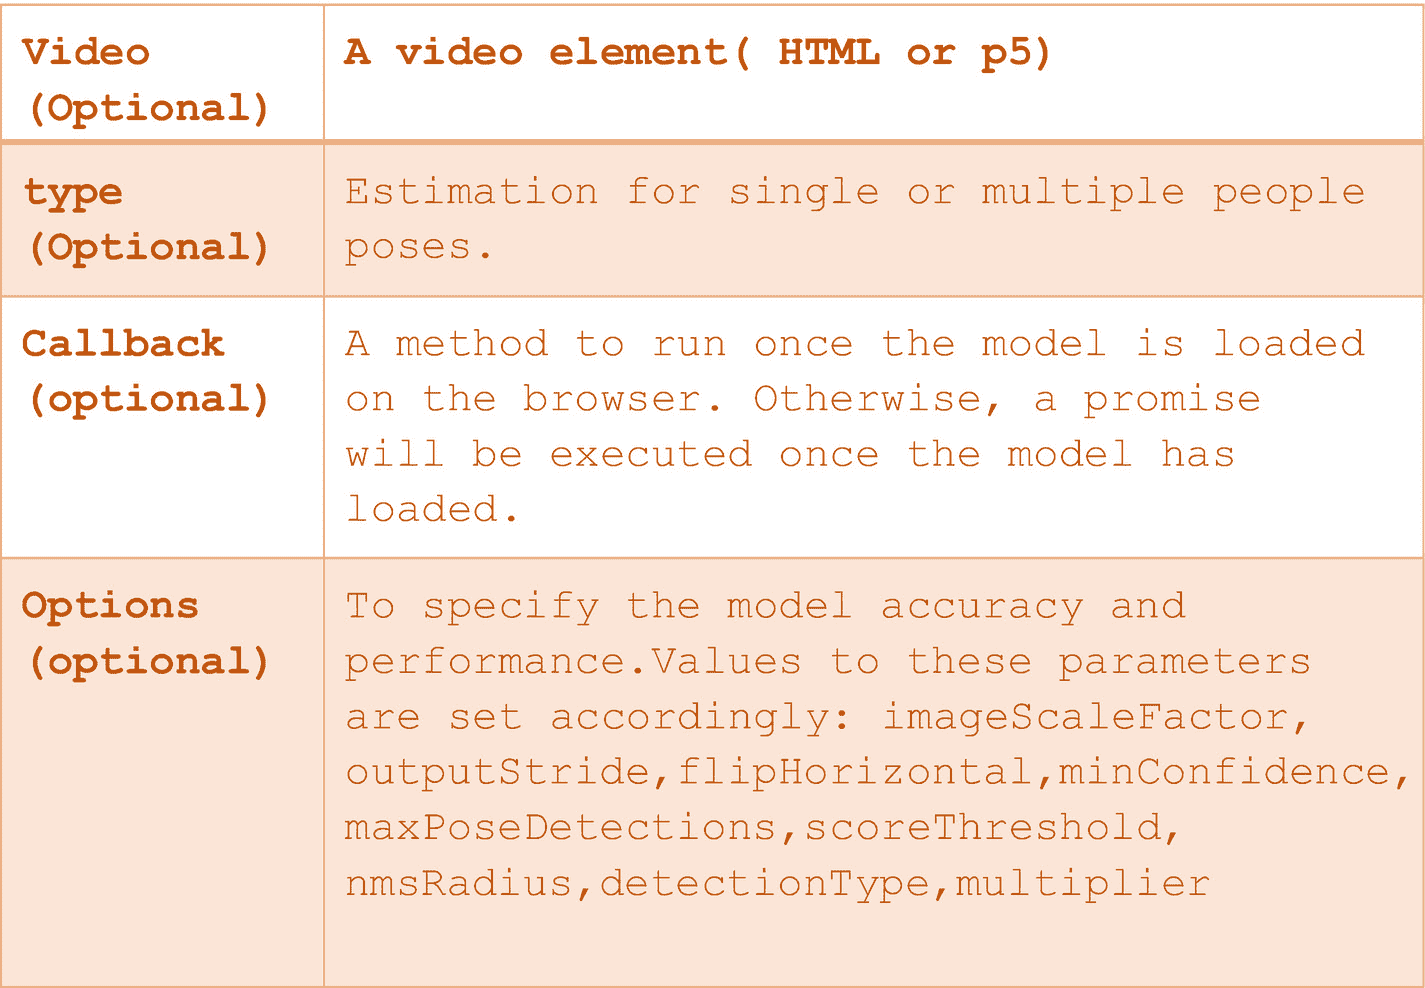 Video
(Optional)
A video element( HTML or p5)
type
(Optional)
Estimation for single or multiple people
poses.
Callback
(optional)
A method to run once the model is loaded
on the browser. Otherwise, a promise
will be executed once the model has
loaded.
Options
(optional)
To specify the model accuracy and
performance.Values to these parameters
are set accordingly: imageScaleFactor,
outputStride,flipHorizontal,minConfidence,
maxPoseDetections,scoreThreshold,
nmsRadius,detectionType,multiplier